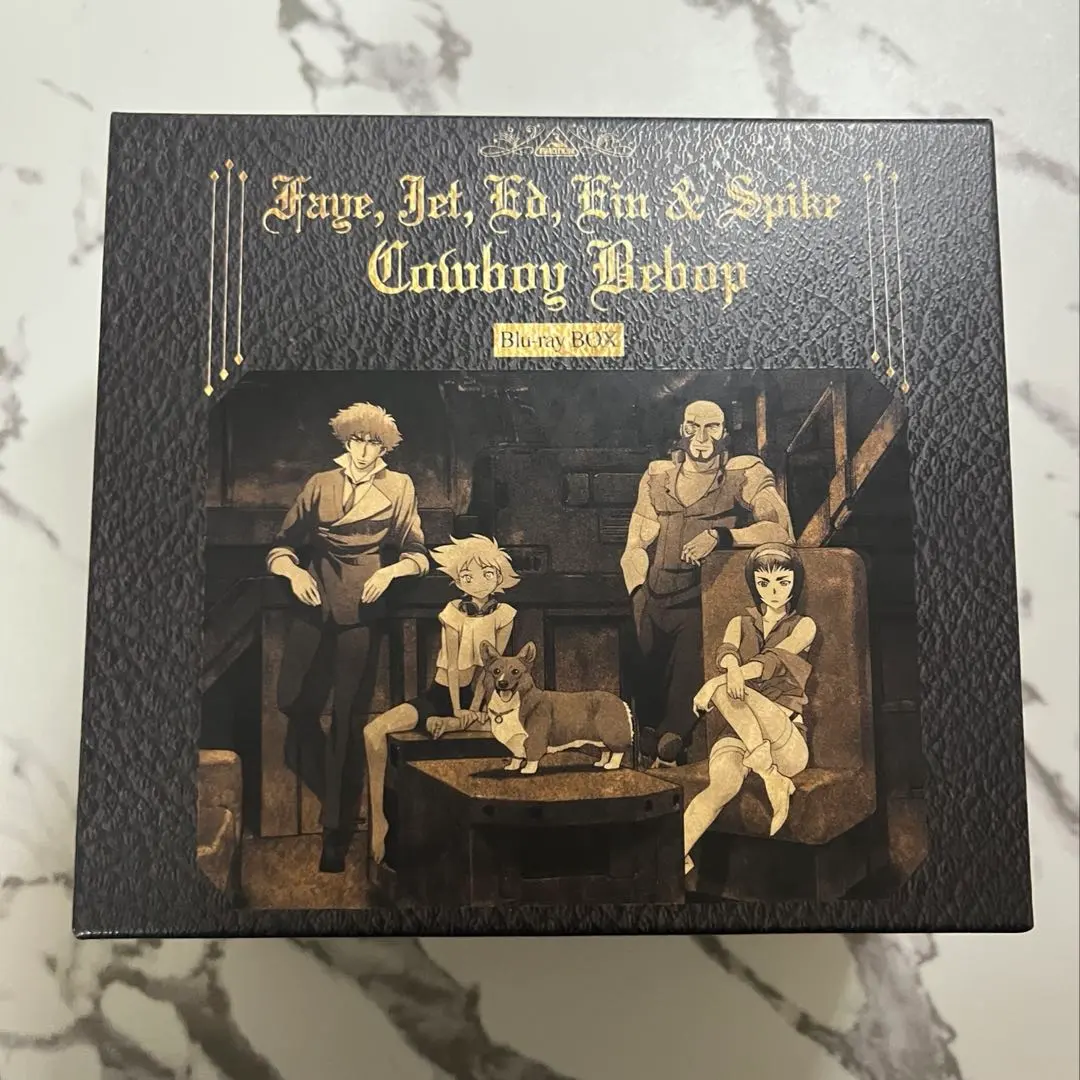 Faye, Jet, Ed, Ein & Spike
Cowboy Bebop
Blu-ray BOX